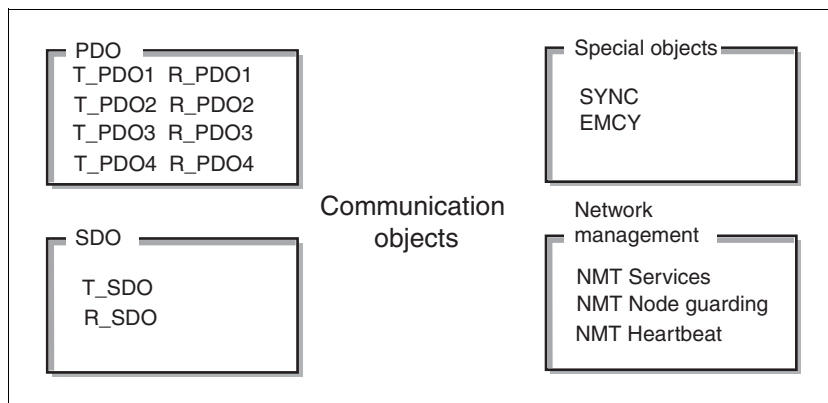 PDO
T_PDO1 R_PDO1
T_PDO2 R_PDO2
T_PDO3 R_PDO3
T_PDO4 R_PDO4
SDO
T_SDO
R_SDO
Communication
objects
Special objects
SYNC
EMCY
Network
management
NMT Services
NMT Node guarding
NMT Heartbeat